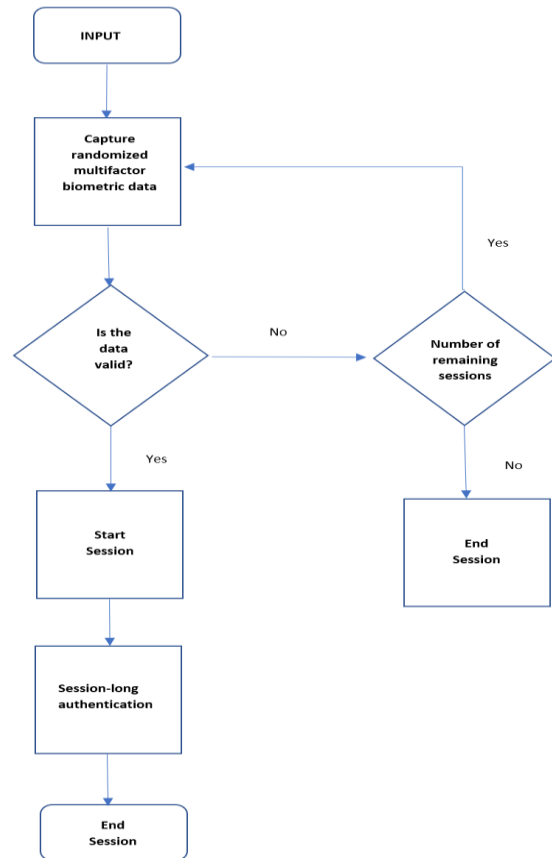 INPUT
Capture
randomized
multifactor
biometric data
Yes
Is the
data
valid?
No
Number of
remaining
sessions
Yes
No
Start
Session
End
Session
Session-long
authentication
End
Session